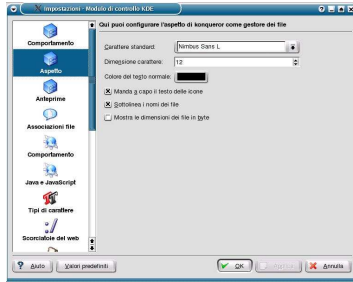 Impostazioni - Modulo di controllo KDE
Comportamento
Aspetto
Anteprime
Associazioni file
Comportamento
Java e JavaScript
Tipi di carattere
Scorciatoie del web
Qui puoi configurare l'aspetto di konqueror come gestore dei file
Carattere standard: Nimbus Sans L
Dimensione carattere: 12
Colore del testo normale:
Manda a capo il testo delle icone
Sottolinea i nomi dei file
Mostra le dimensioni dei file in byte
? Aiuto Valori predefiniti OK Applica Annulla